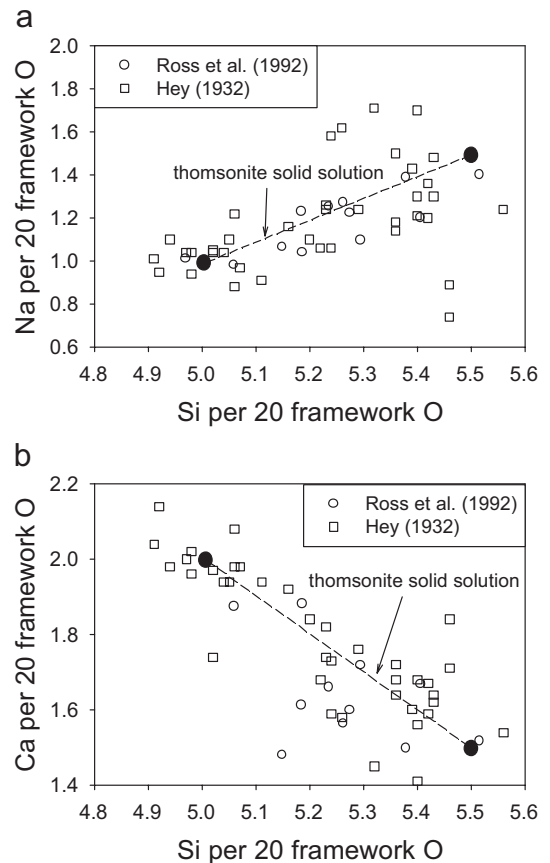 a
2.0
Ross et al. (1992)
Hey (1932)
1.8
1.6
thomsonite solid solution
1.4
1.2
1.0
0.8
0.6
Na per 20 framework O
4.8 4.9 5.0 5.1 5.2 5.3 5.4 5.5 5.6
Si per 20 framework O
b
2.2
Ross et al. (1992)
Hey (1932)
thomsonite solid solution
2.0
1.8
1.6
1.4
Ca per 20 framework O
4.8 4.9 5.0 5.1 5.2 5.3 5.4 5.5 5.6
Si per 20 framework O